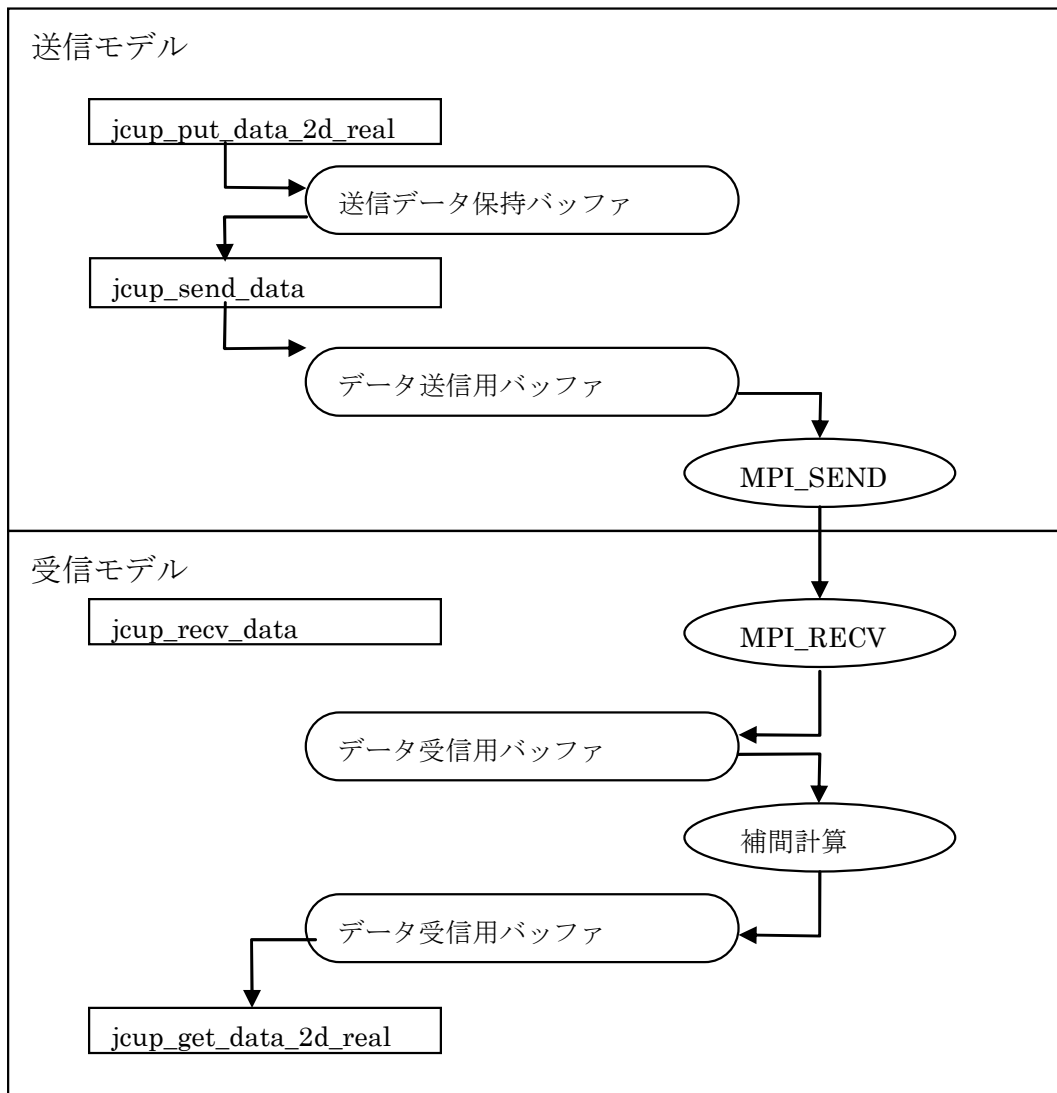 送信モデル
jcup_put_data_2d_real
送信データ保持バッファ
jcup_send_data
データ送信用バッファ
MPI_SEND
受信モデル
jcup_recv_data
MPI_RECV
データ受信用バッファ
補間計算
データ受信用バッファ
jcup_get_data_2d_real